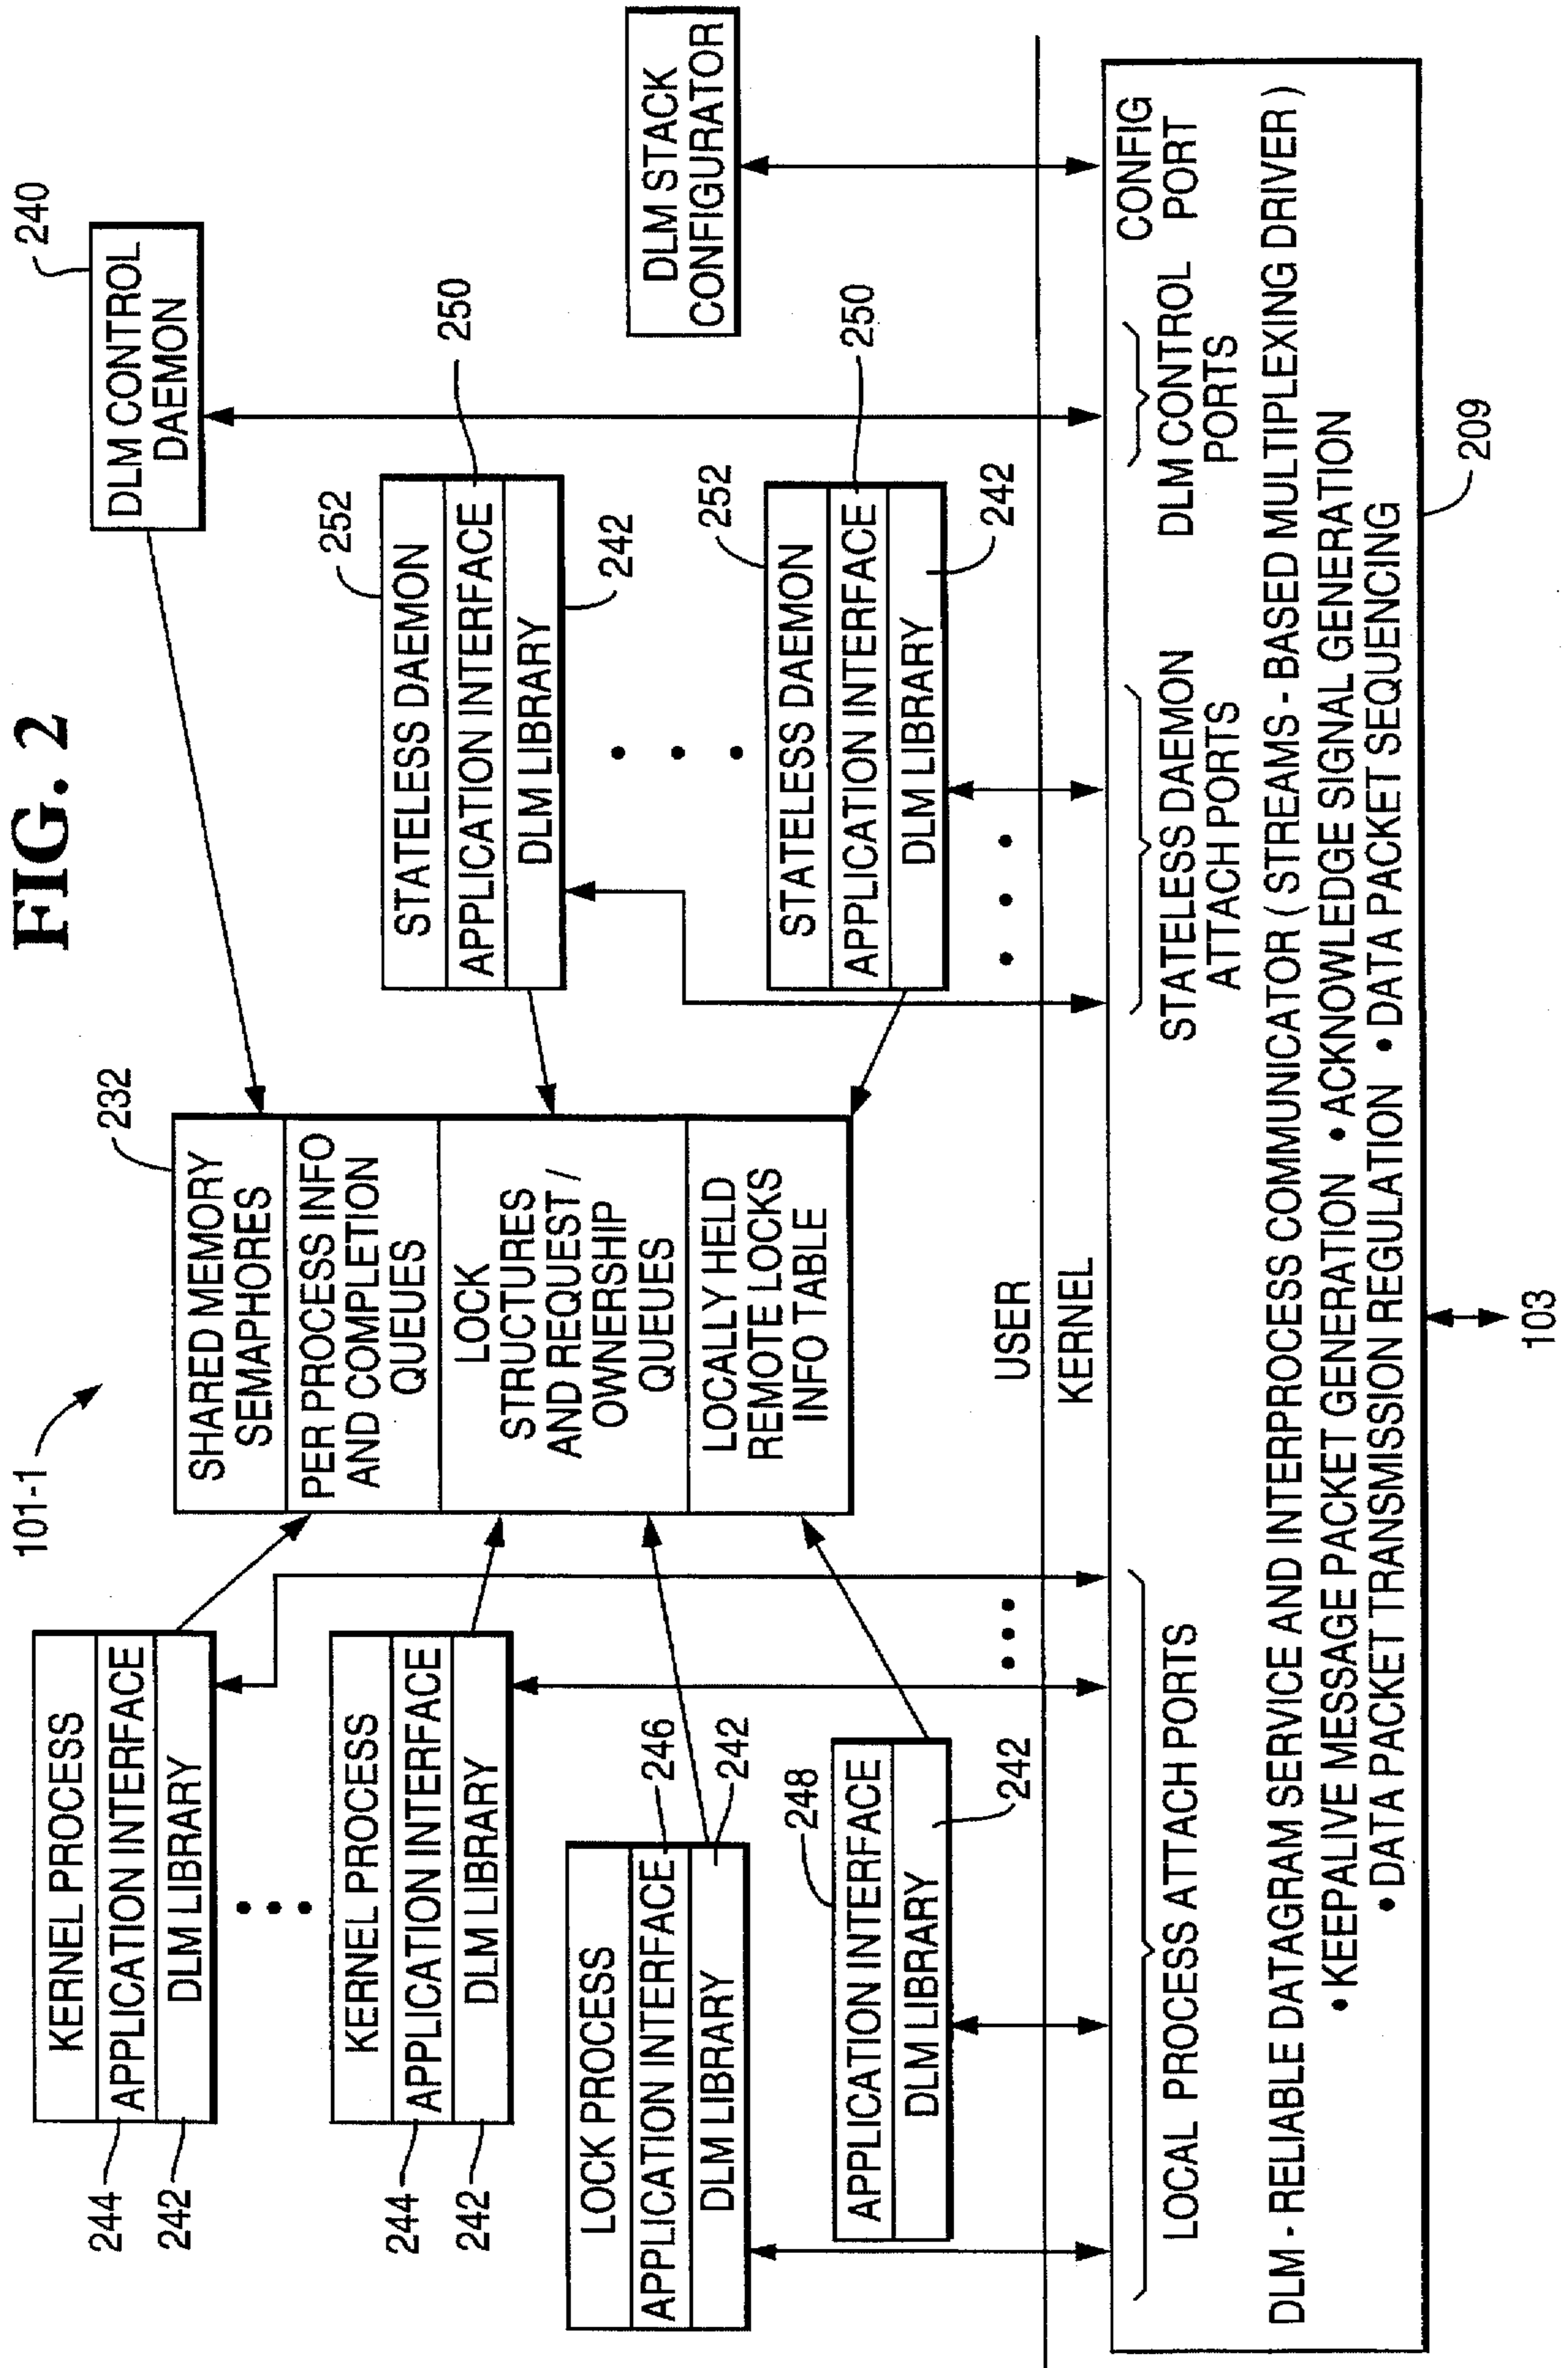 FIG. 2
101-1
KERNEL PROCESS
APPLICATION INTERFACE
DLM LIBRARY
244
242
KERNEL PROCESS
APPLICATION INTERFACE
DLM LIBRARY
244
242
LOCK PROCESS
APPLICATION INTERFACE
DLM LIBRARY
246
242
248
APPLICATION INTERFACE
DLM LIBRARY
242
232
SHARED MEMORY
SEMAPHORES
PER PROCESS INFO
AND COMPLETION
QUEUES
LOCK
STRUCTURES
AND REQUEST /
OWNERSHIP
QUEUES
LOCALLY HELD
REMOTE LOCKS
INFO TABLE
240
DLM CONTROL
DAEMON
252
STATELESS DAEMON
APPLICATION INTERFACE
DLM LIBRARY
250
242
252
STATELESS DAEMON
APPLICATION INTERFACE
DLM LIBRARY
250
242
DLM STACK
CONFIGURATOR
USER
KERNEL
LOCAL PROCESS ATTACH PORTS
STATELESS DAEMON
ATTACH PORTS
DLM CONTROL
PORTS
CONFIG
PORT
DLM - RELIABLE DATAGRAM SERVICE AND INTERPROCESS COMMUNICATOR ( STREAMS - BASED MULTIPLEXING DRIVER )
• KEEPALIVE MESSAGE PACKET GENERATION • ACKNOWLEDGE SIGNAL GENERATION
• DATA PACKET TRANSMISSION REGULATION • DATA PACKET SEQUENCING
209
103